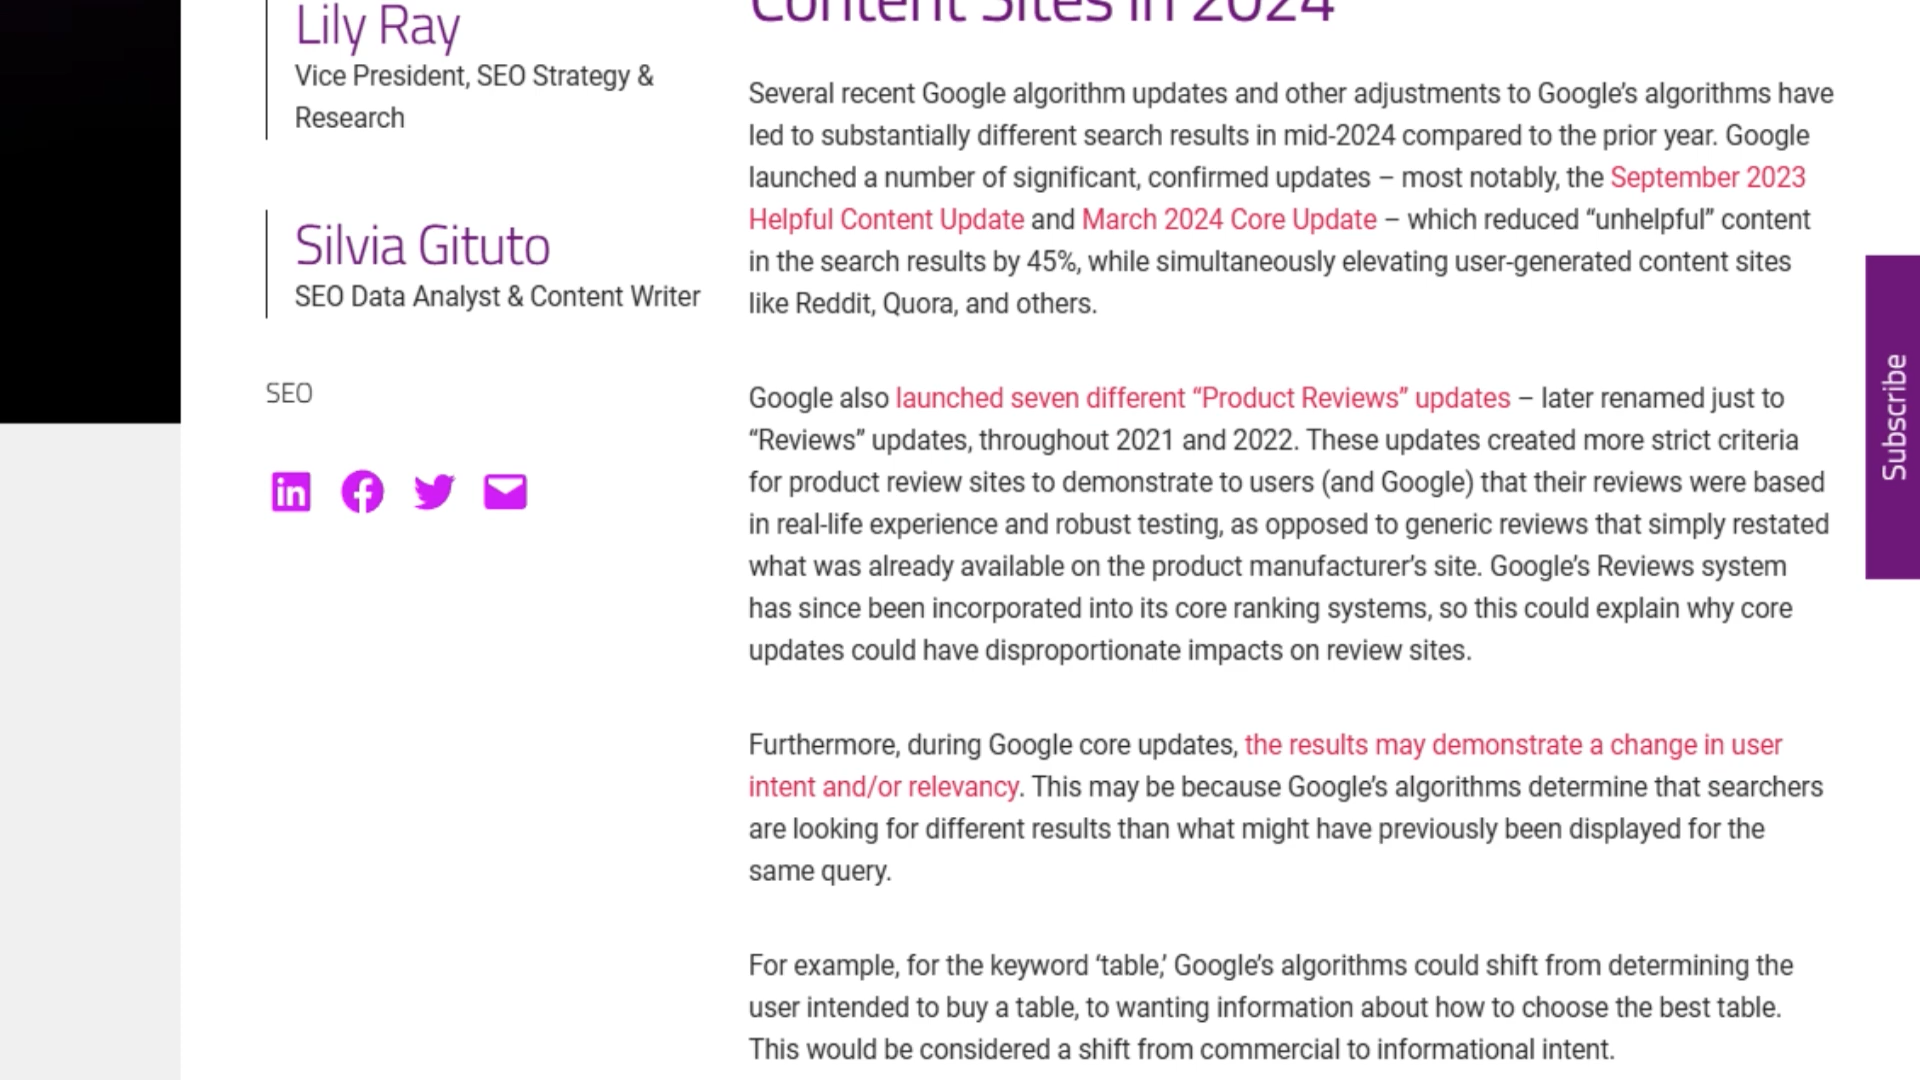 Lily Ray
Vice President, SEO Strategy &
Research
Silvia Gituto
SEO Data Analyst & Content Writer
SEO
Content Sites in 2024
Several recent Google algorithm updates and other adjustments to Google’s algorithms have
led to substantially different search results in mid-2024 compared to the prior year. Google
launched a number of significant, confirmed updates – most notably, the September 2023
Helpful Content Update and March 2024 Core Update – which reduced “unhelpful” content
in the search results by 45%, while simultaneously elevating user-generated content sites
like Reddit, Quora, and others.
Google also launched seven different “Product Reviews” updates – later renamed just to
“Reviews” updates, throughout 2021 and 2022. These updates created more strict criteria
for product review sites to demonstrate to users (and Google) that their reviews were based
in real-life experience and robust testing, as opposed to generic reviews that simply restated
what was already available on the product manufacturer’s site. Google’s Reviews system
has since been incorporated into its core ranking systems, so this could explain why core
updates could have disproportionate impacts on review sites.
Furthermore, during Google core updates, the results may demonstrate a change in user
intent and/or relevancy. This may be because Google’s algorithms determine that searchers
are looking for different results than what might have previously been displayed for the
same query.
For example, for the keyword ‘table,’ Google’s algorithms could shift from determining the
user intended to buy a table, to wanting information about how to choose the best table.
This would be considered a shift from commercial to informational intent.
Subscribe